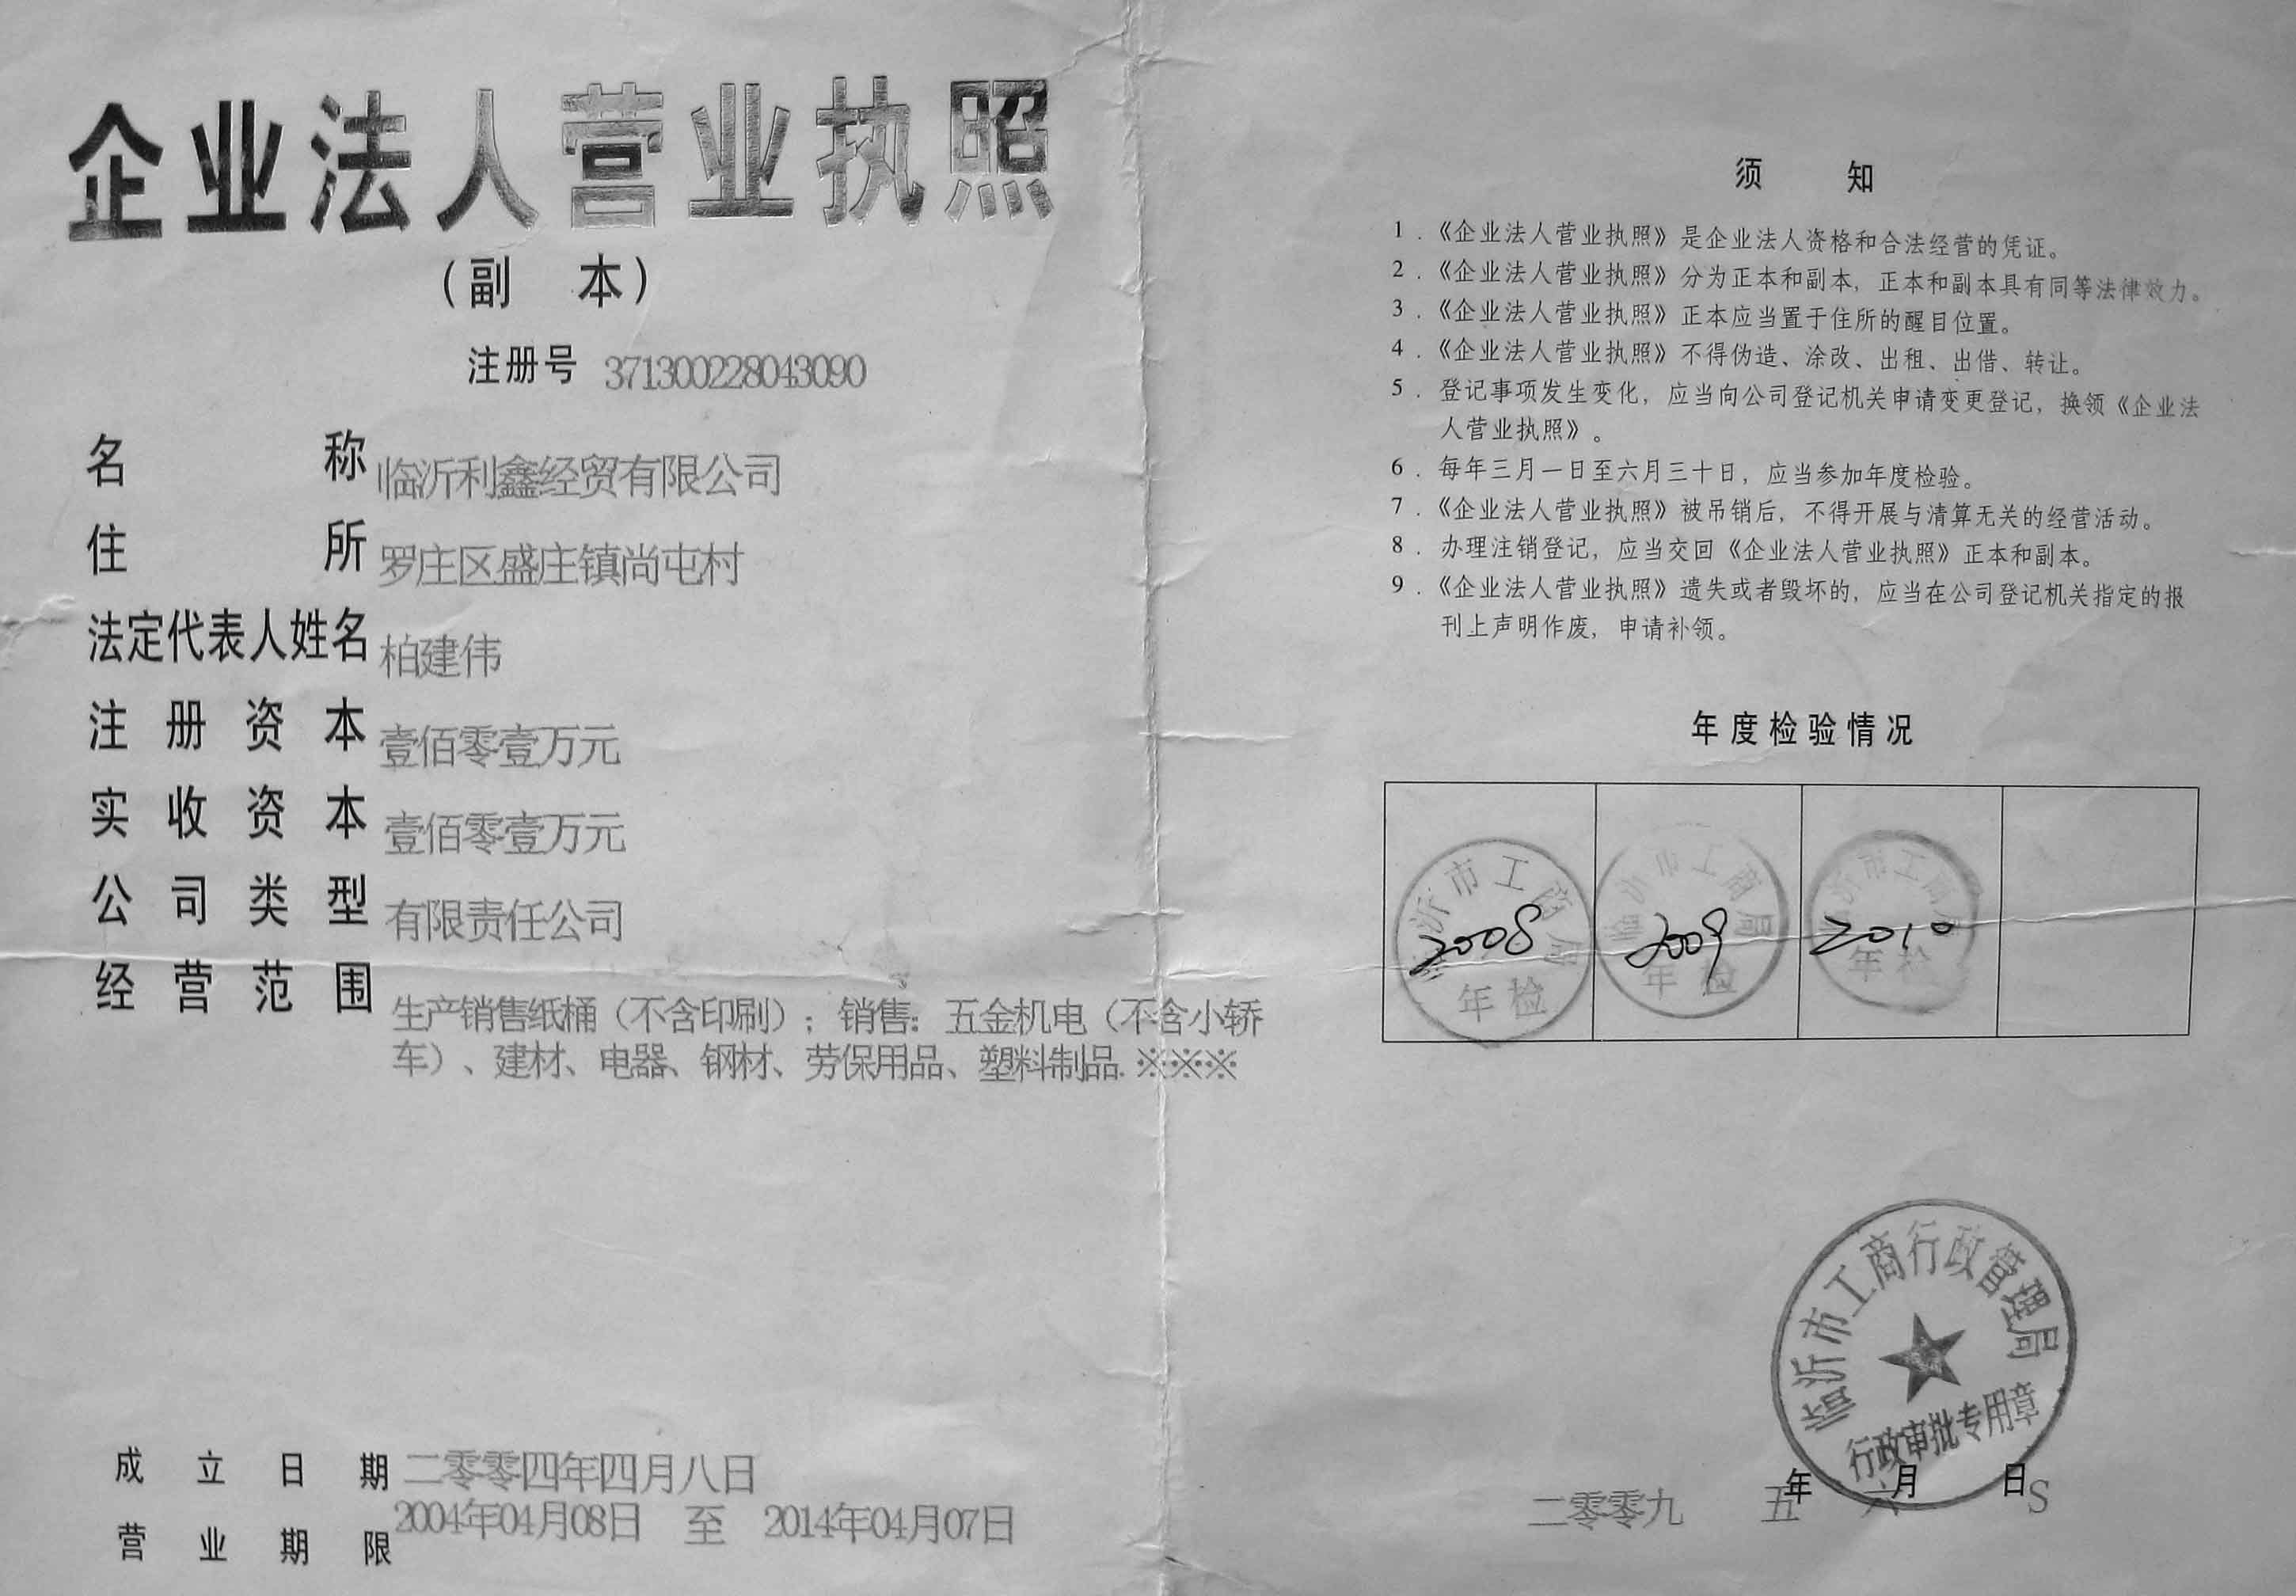 企业法人营业执照
（副 本）
注册号 371300228043090
名 称 临沂利鑫经贸有限公司
住 所 罗庄区盛庄镇尚屯村
法定代表人姓名 柏建伟
注 册 资 本 壹佰零壹万元
实 收 资 本 壹佰零壹万元
公 司 类 型 有限责任公司
经 营 范 围 生产销售纸桶（不含印刷）；销售：五金机电（不含小轿
车）、建材、电器、钢材、劳保用品、塑料制品.※※※
成 立 日 期 二零零四年四月八日
营 业 期 限 2004年04月08日 至 2014年04月07日
须 知
1．《企业法人营业执照》是企业法人资格和合法经营的凭证。
2．《企业法人营业执照》分为正本和副本，正本和副本具有同等法律效力。
3．《企业法人营业执照》正本应当置于住所的醒目位置。
4．《企业法人营业执照》不得伪造、涂改、出租、出借、转让。
5．登记事项发生变化，应当向公司登记机关申请变更登记，换领《企业法
人营业执照》。
6．每年三月一日至六月三十日，应当参加年度检验。
7．《企业法人营业执照》被吊销后，不得开展与清算无关的经营活动。
8．办理注销登记，应当交回《企业法人营业执照》正本和副本。
9．《企业法人营业执照》遗失或者毁坏的，应当在公司登记机关指定的报
刊上声明作废，申请补领。
年度检验情况
沂市工商局 2008 年检
沂市工商局 2009 年检
沂市工商局 2010 年检
临沂市工商行政管理局
行政审批专用章
二零零九 年 五 月 六 日 S